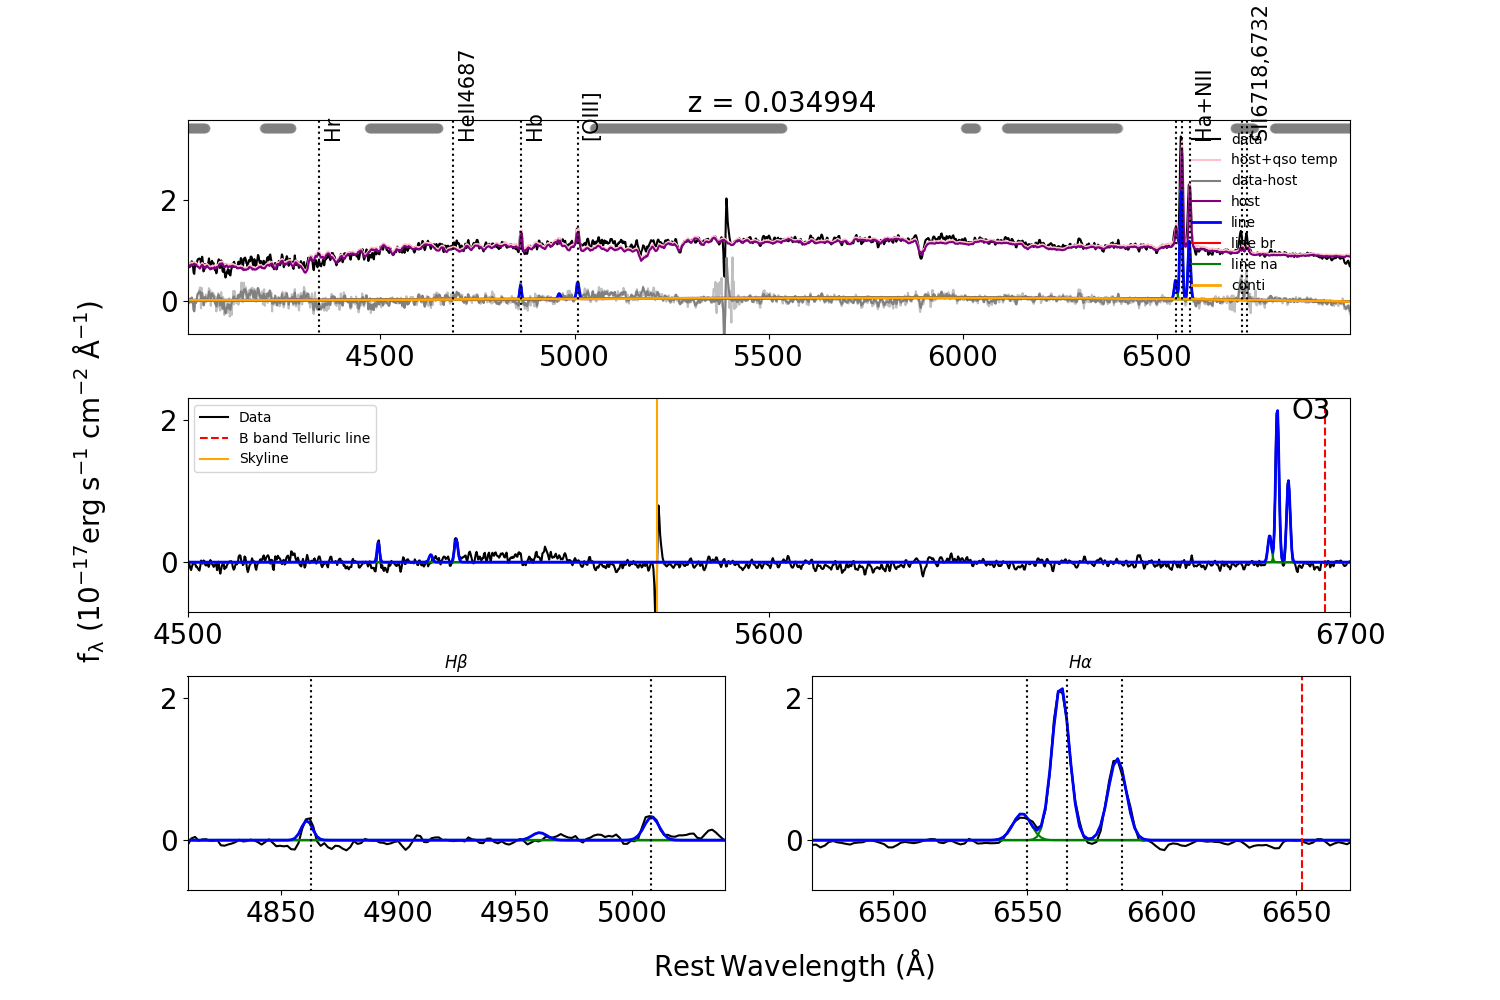 z = 0.034994
Hr
HeII4687
Hb
[OIII]
Ha+NII
SII6718,6732
data
host+qso temp
data-host
host
line
line br
line na
conti
2
0
4500 5000 5500 6000 6500
fλ (10−17erg s−1 cm−2 Å−1)
Data
B band Telluric line
Skyline
O3
2
0
4500 5600 6700
Hβ
2
0
4850 4900 4950 5000
Hα
2
0
6500 6550 6600 6650
Rest Wavelength (Å)